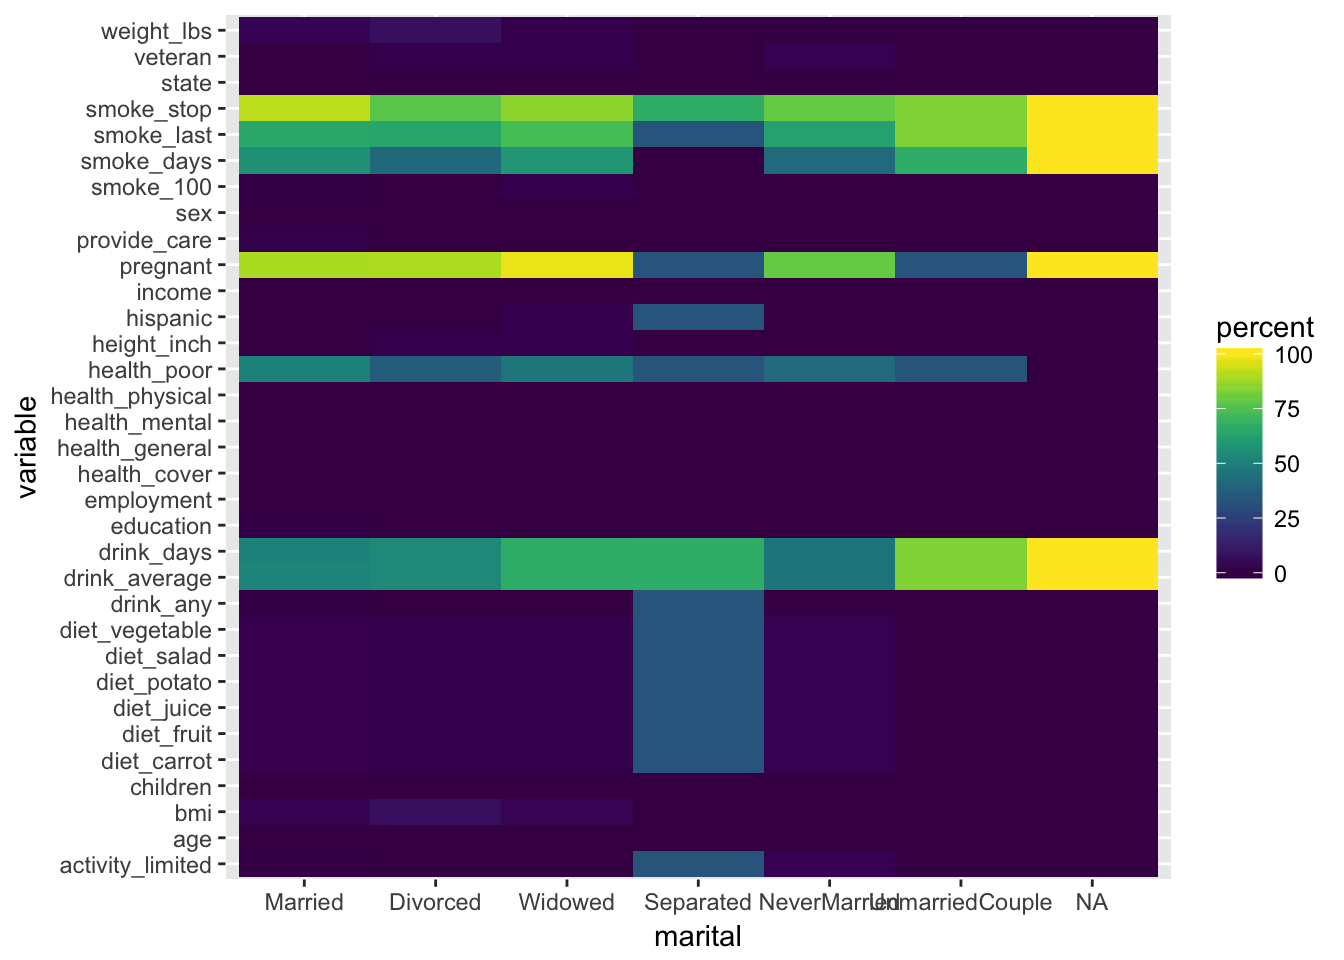 weight_lbs
veteran
state
smoke_stop
smoke_last
smoke_days
smoke_100
sex
provide_care
pregnant
income
hispanic
height_inch
health_poor
health_physical
health_mental
health_general
health_cover
employment
education
drink_days
drink_average
drink_any
diet_vegetable
diet_salad
diet_potato
diet_juice
diet_fruit
diet_carrot
children
bmi
age
activity_limited
variable
Married Divorced Widowed Separated NeverMarried UnmarriedCouple NA
marital
percent
100
75
50
25
0